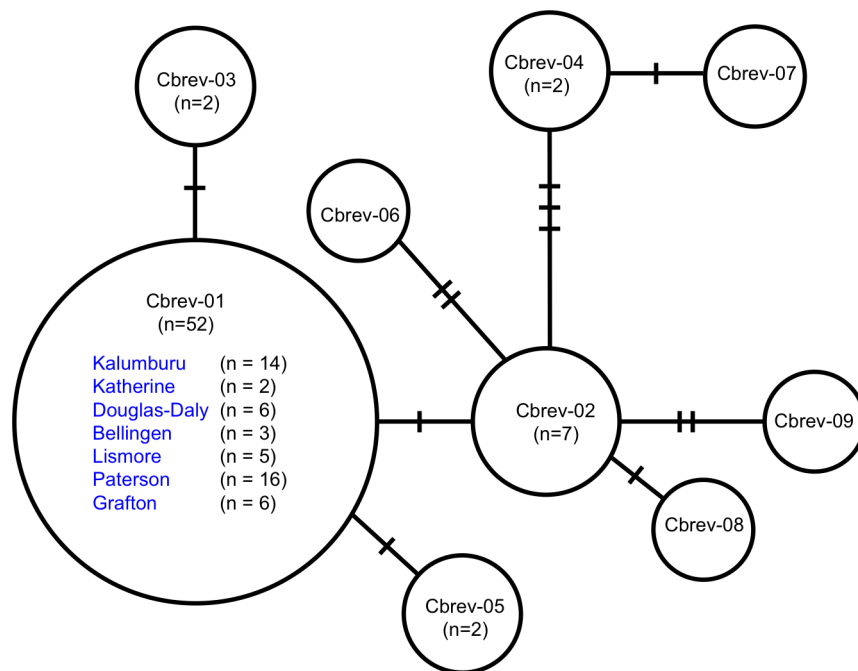 Cbrev-03
(n=2)
Cbrev-04
(n=2)
Cbrev-07
Cbrev-06
Cbrev-01
(n=52)
Kalumburu (n = 14)
Katherine (n = 2)
Douglas-Daly (n = 6)
Bellingen (n = 3)
Lismore (n = 5)
Paterson (n = 16)
Grafton (n = 6)
Cbrev-02
(n=7)
Cbrev-09
Cbrev-08
Cbrev-05
(n=2)